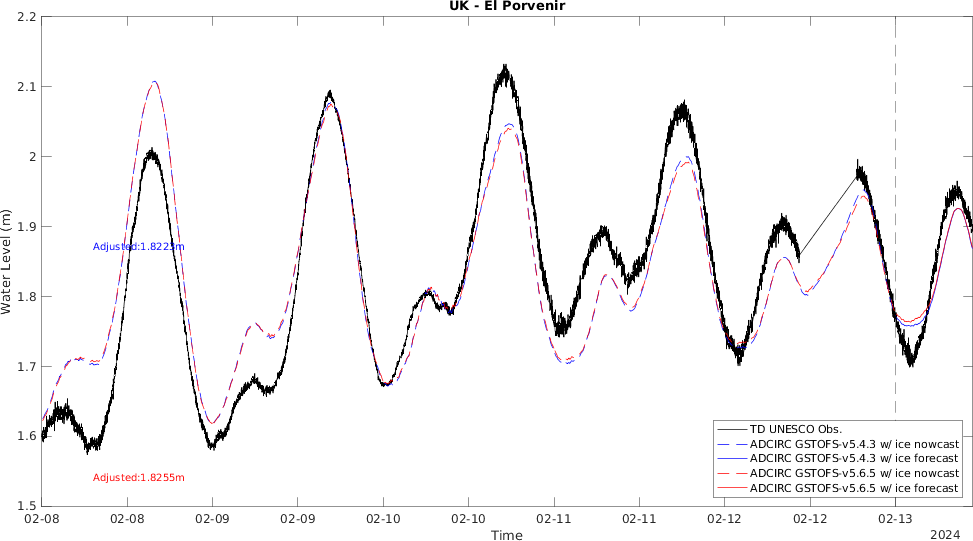 UK - El Porvenir
2.2
2.1
2
1.9
1.8
1.7
1.6
1.5
Water Level (m)
Adjusted:1.8223m
Adjusted:1.8255m
TD UNESCO Obs.
ADCIRC GSTOFS-v5.4.3 w/ ice nowcast
ADCIRC GSTOFS-v5.4.3 w/ ice forecast
ADCIRC GSTOFS-v5.6.5 w/ ice nowcast
ADCIRC GSTOFS-v5.6.5 w/ ice forecast
02-08 02-08 02-09 02-09 02-10 02-10 02-11 02-11 02-12 02-12 02-13
Time
2024